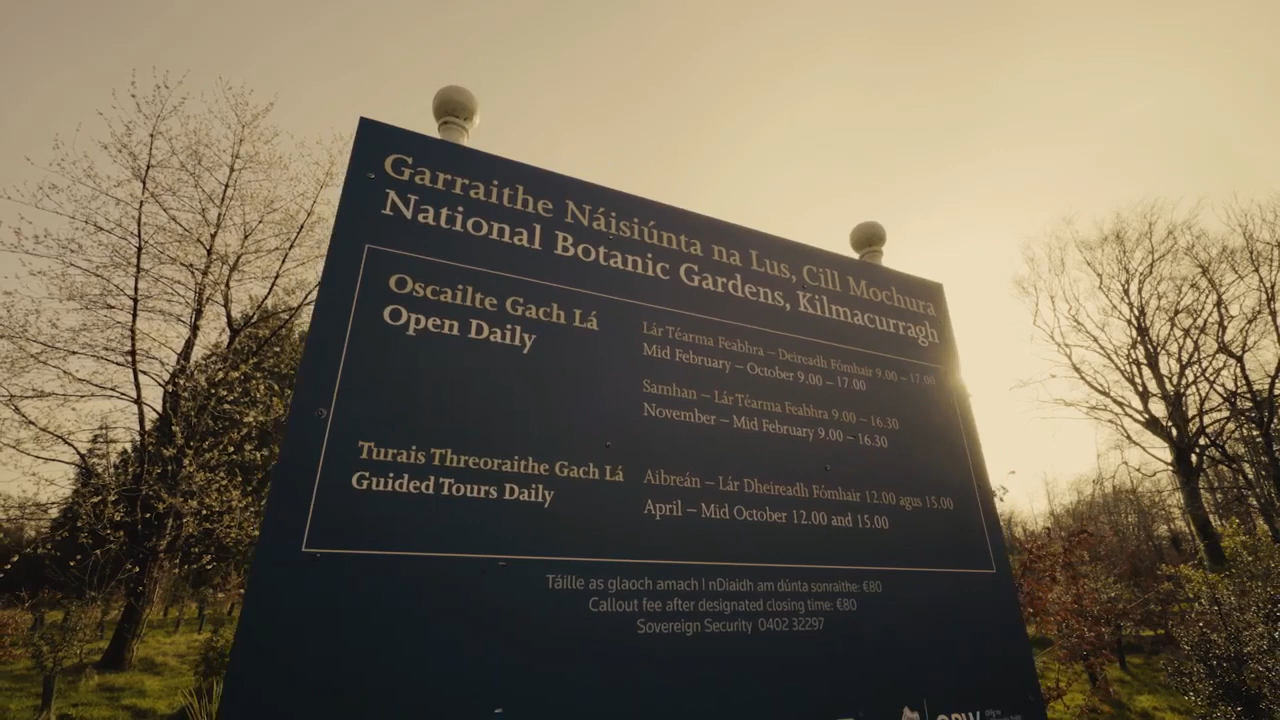 Garraithe Náisiúnta na Lus, Cill Mochura
National Botanic Gardens, Kilmacurragh
Oscailte Gach Lá
Open Daily
Lár Téarma Feabhra – Deireadh Fómhair 9.00 – 17.00
Mid February – October 9.00 – 17.00
Samhan – Lár Téarma Feabhra 9.00 – 16.30
November – Mid February 9.00 – 16.30
Turais Threoraithe Gach Lá
Guided Tours Daily
Aibreán – Lár Dheireadh Fómhair 12.00 agus 15.00
April – Mid October 12.00 and 15.00
Táille as glaoch amach I nDiaidh am dúnta sonraithe: €80
Callout fee after designated closing time: €80
Sovereign Security 0402 32297
OPW